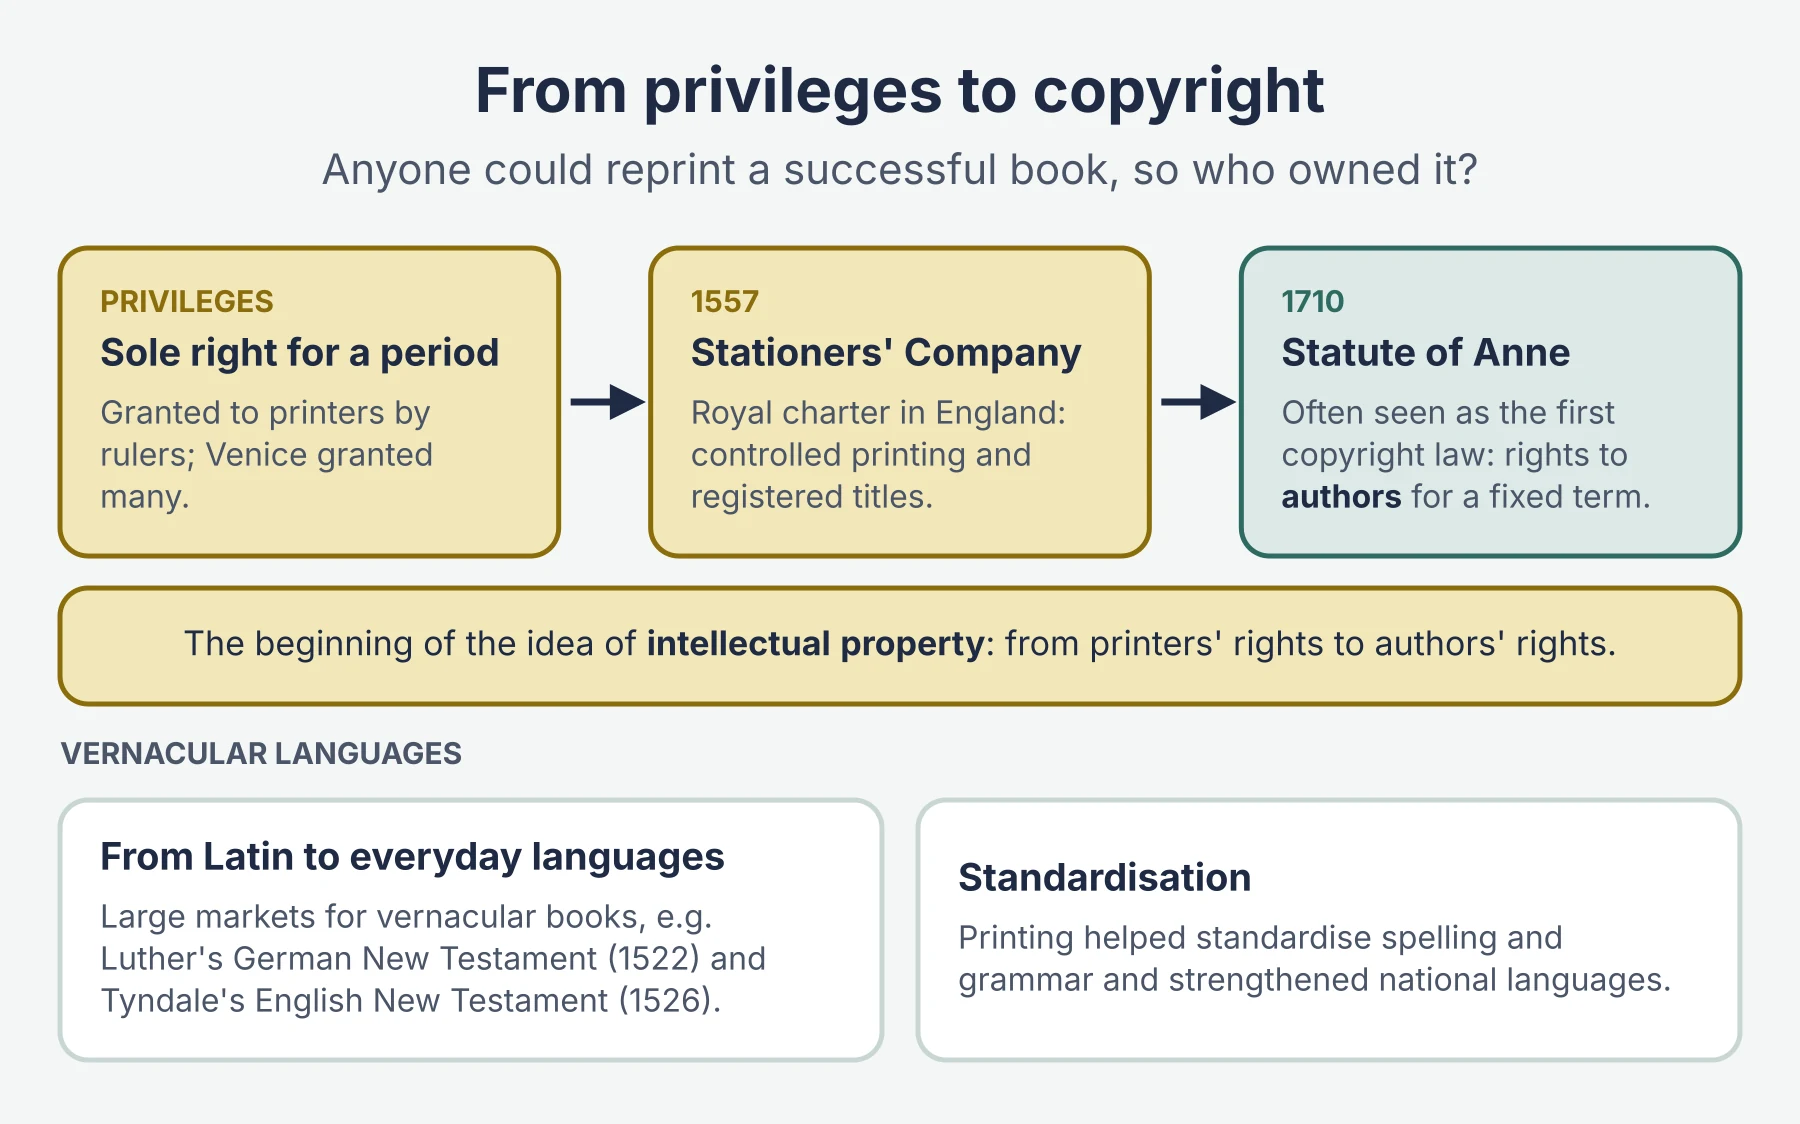 From privileges to copyright
Anyone could reprint a successful book, so who owned it?
PRIVILEGES
Sole right for a period
Granted to printers by
rulers; Venice granted
many.
1557
Stationers' Company
Royal charter in England:
controlled printing and
registered titles.
1710
Statute of Anne
Often seen as the first
copyright law: rights to
authors for a fixed term.
The beginning of the idea of intellectual property: from printers' rights to authors' rights.
VERNACULAR LANGUAGES
From Latin to everyday languages
Large markets for vernacular books, e.g.
Luther's German New Testament (1522) and
Tyndale's English New Testament (1526).
Standardisation
Printing helped standardise spelling and
grammar and strengthened national languages.